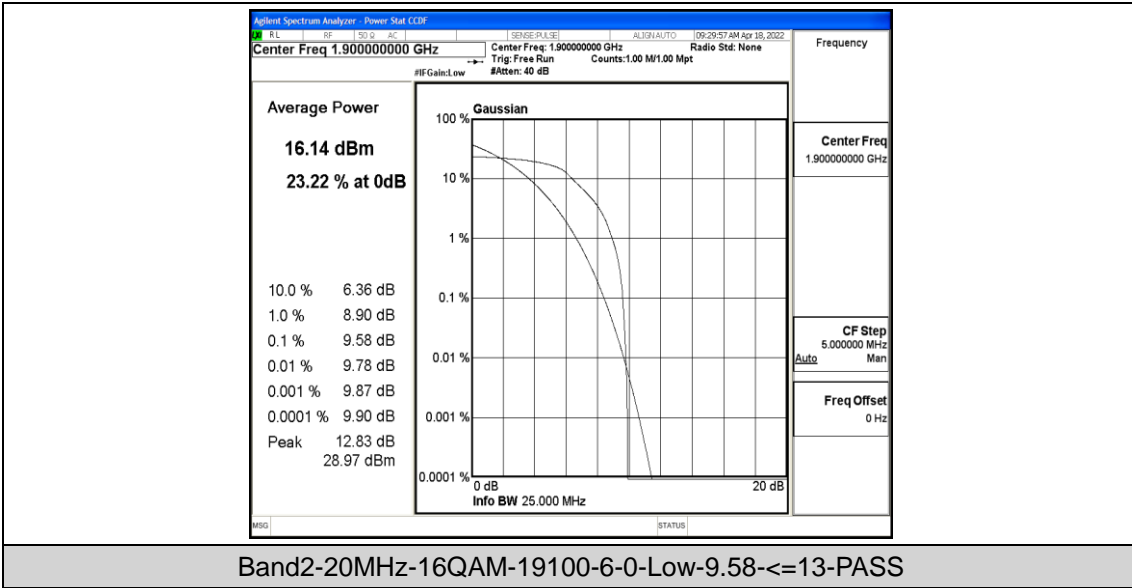 Agilent Spectrum Analyzer - Power Stat CCDF
RL RF 50 Ω AC SENSE:PULSE ALIGNAUTO 09:29:57 AM Apr 18, 2022
Center Freq 1.900000000 GHz
Center Freq: 1.900000000 GHz Radio Std: None
Trig: Free Run Counts:1.00 M/1.00 Mpt
#IFGain:Low #Atten: 40 dB
Frequency
Average Power
16.14 dBm
23.22 % at 0dB
10.0 % 6.36 dB
1.0 % 8.90 dB
0.1 % 9.58 dB
0.01 % 9.78 dB
0.001 % 9.87 dB
0.0001 % 9.90 dB
Peak 12.83 dB
28.97 dBm
Gaussian
100 %
10 %
1 %
0.1 %
0.01 %
0.001 %
0.0001 %
0 dB 20 dB
Info BW 25.000 MHz
Center Freq
1.900000000 GHz
CF Step
5.000000 MHz
Auto Man
Freq Offset
0 Hz
MSG STATUS
Band2-20MHz-16QAM-19100-6-0-Low-9.58-<=13-PASS